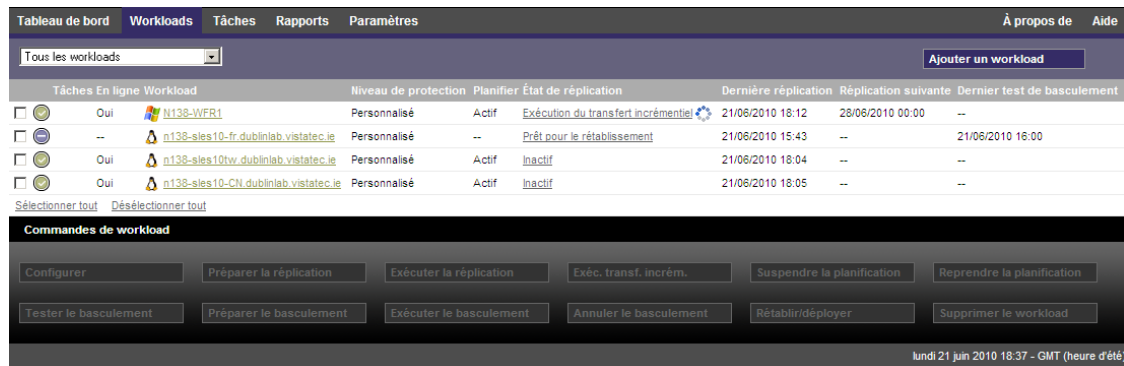 Tableau de bord Workloads Tâches Rapports Paramètres À propos de Aide
Tous les workloads Ajouter un workload
Tâches En ligne Workload Niveau de protection Planifier État de réplication Dernière réplication Réplication suivante Dernier test de basculement
Oui N138-WFR1 Personnalisé Actif Exécution du transfert incrémentiel 21/06/2010 18:12 28/06/2010 00:00 --
-- n138-sles10-fr.dublinlab.vistatec.ie Personnalisé -- Prêt pour le rétablissement 21/06/2010 15:43 -- 21/06/2010 16:00
Oui n138-sles10tw.dublinlab.vistatec.ie Personnalisé Actif Inactif 21/06/2010 18:04 -- --
Oui n138-sles10-CN.dublinlab.vistatec.ie Personnalisé Actif Inactif 21/06/2010 18:05 -- --
Sélectionner tout Désélectionner tout
Commandes de workload
Configurer Préparer la réplication Exécuter la réplication Exéc. transf. incrém. Suspendre la planification Reprendre la planification
Tester le basculement Préparer le basculement Exécuter le basculement Annuler le basculement Rétablir/déployer Supprimer le workload
lundi 21 juin 2010 18:37 - GMT (heure d'été)